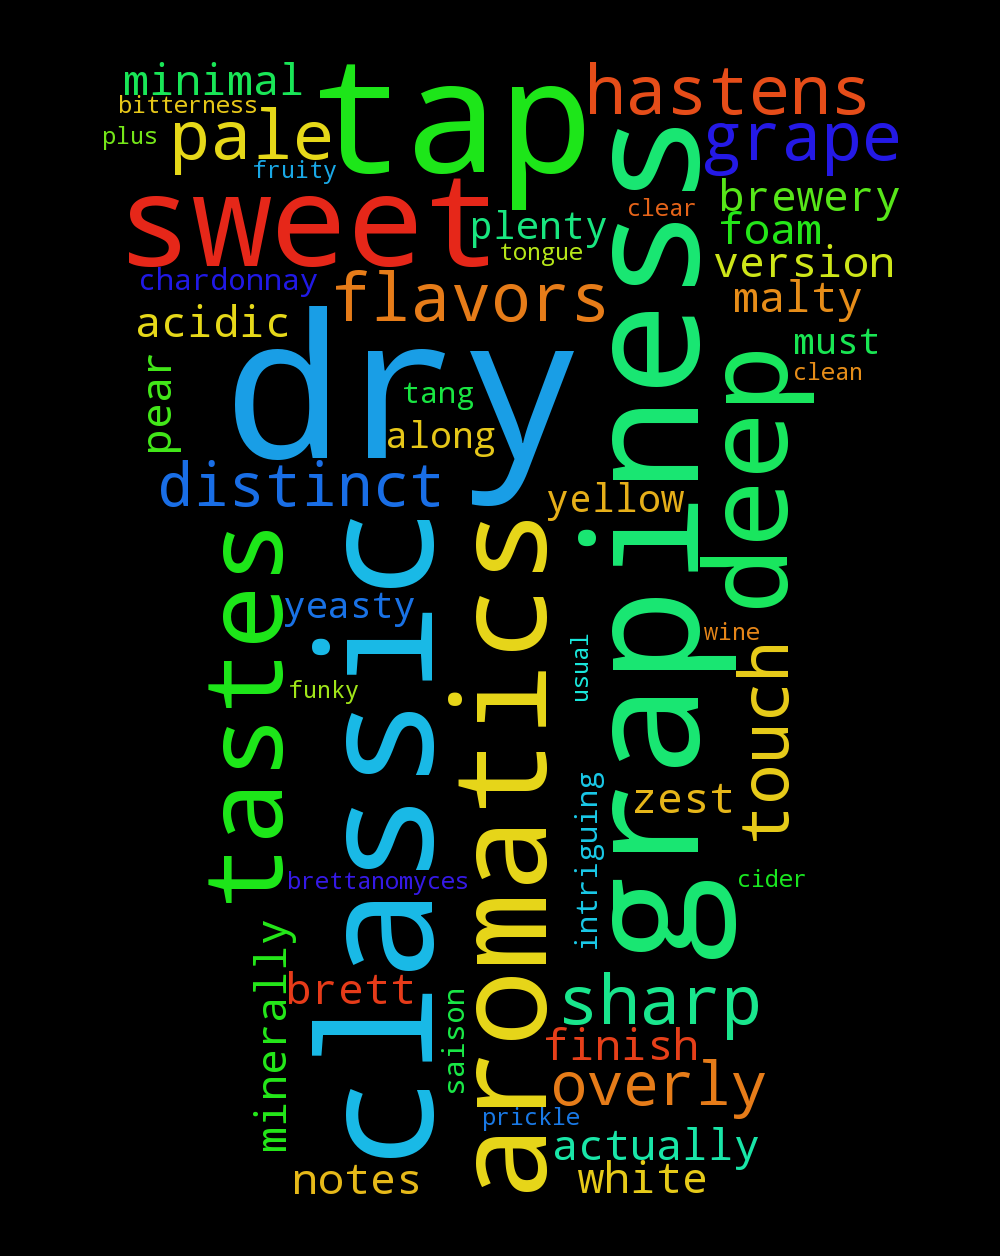 minimal
tap
hastens
bitterness
plus
pale
grape
fruity
sweet
plenty
clear
brewery
foam
tongue
version
chardonnay
flavors
malty
acidic
dry
must
clean
pear
tang
along
grapiness
deep
distinct
yellow
tastes
classic
aromatics
yeasty
usual
wine
funky
touch
intriguing
zest
brettanomyces
cider
minerally
brett
saison
sharp
finish
overly
prickle
actually
notes
white